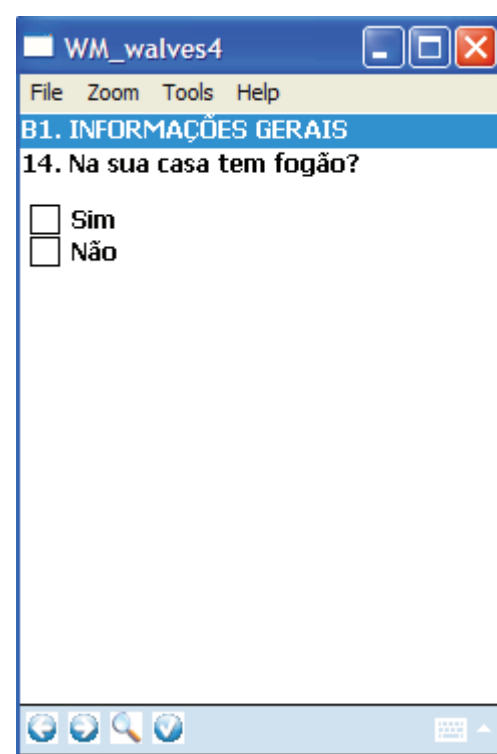 WM_walves4
File Zoom Tools Help
B1. INFORMAÇÕES GERAIS
14. Na sua casa tem fogão?
Sim
Não